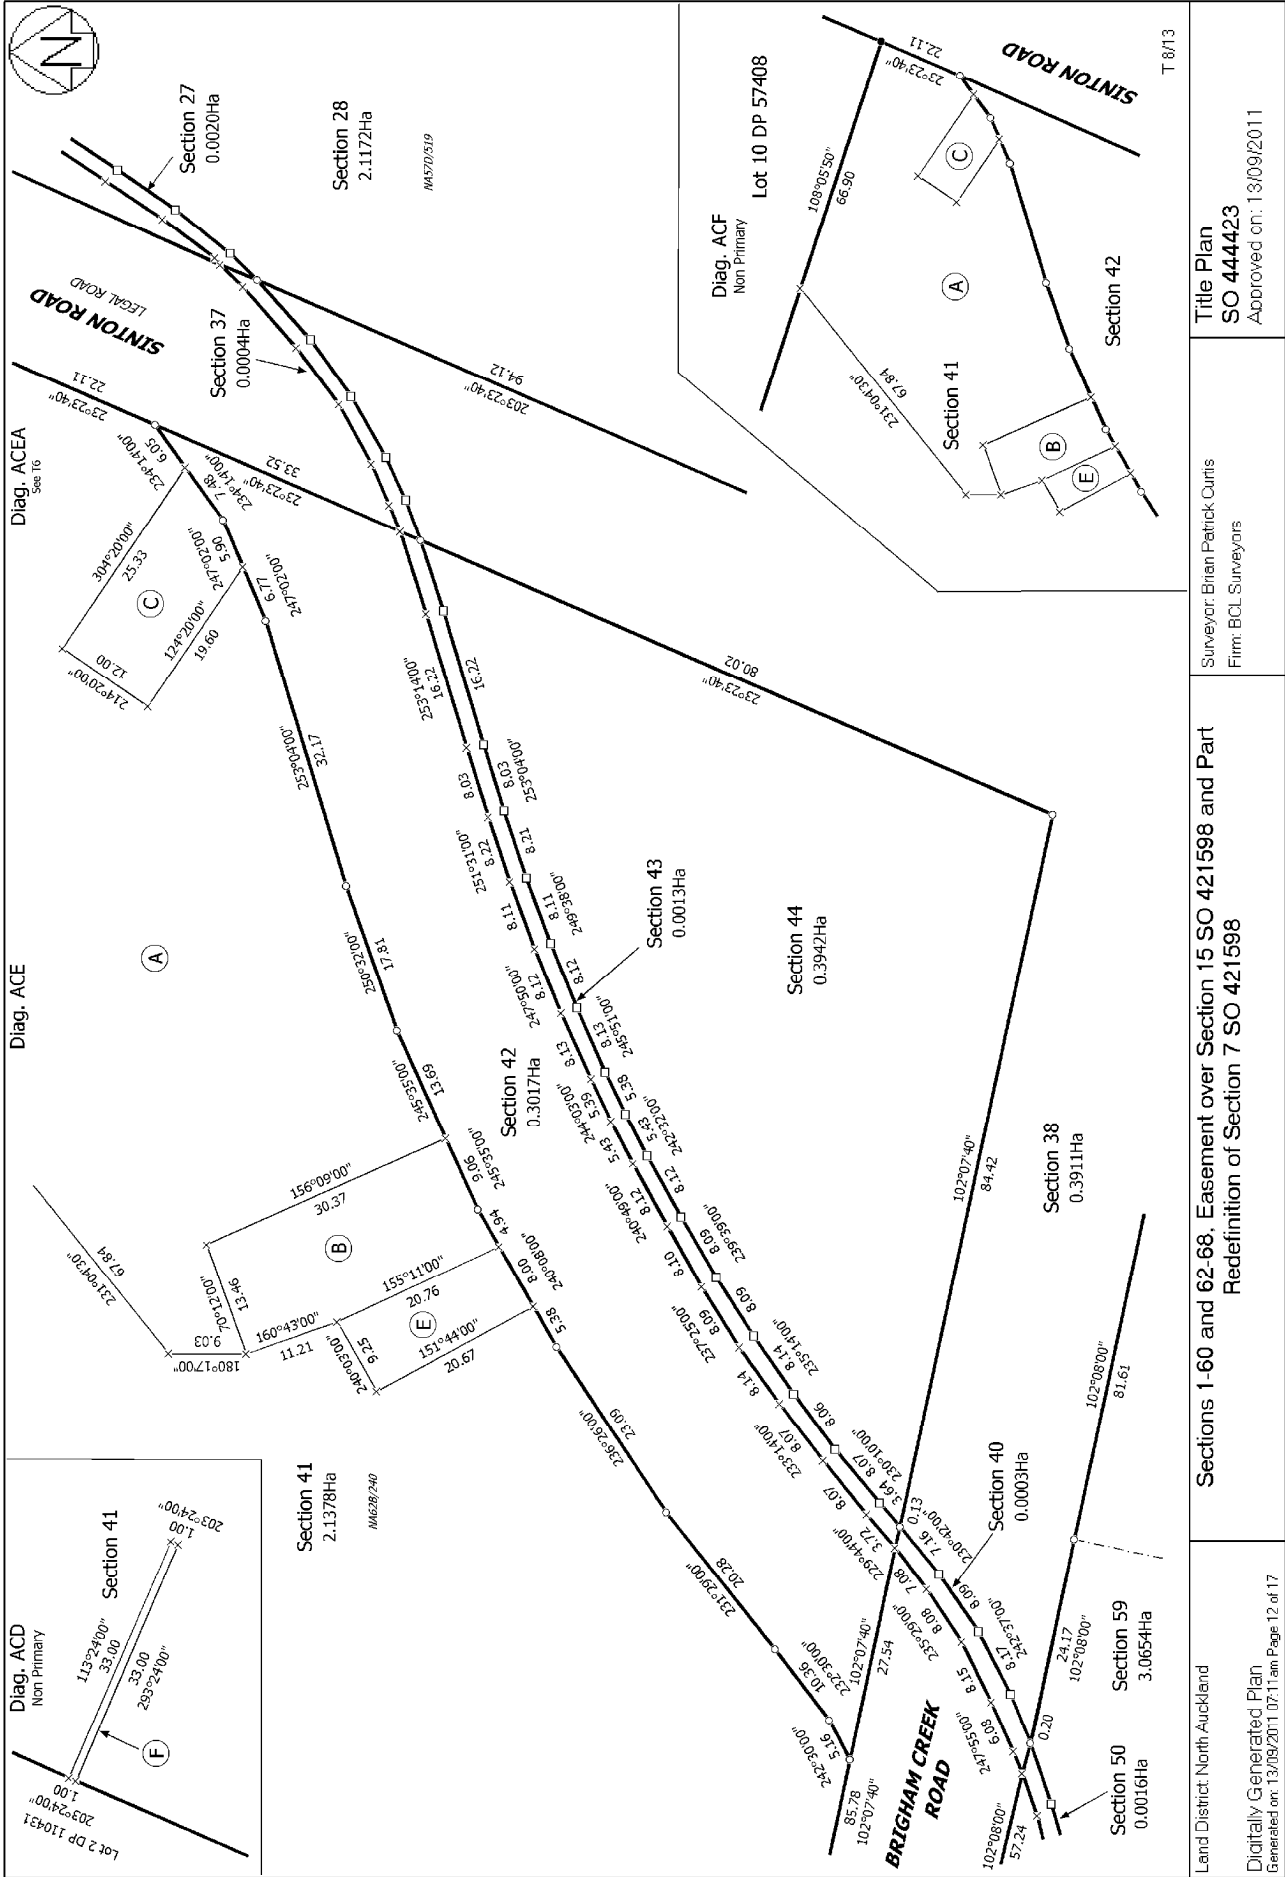 Diag. ACD
Non Primary
Section 41
113°24'00"
33.00
33.00
293°24'00"
203°24'00"
1.00
203°24'00"
1.00
Lot 2 DP 110431
F
Diag. ACE
Diag. ACEA
See T6
N
Section 41
2.1378Ha
NA62B/240
231°04'30"
67.84
9.03
180°17'00"
70°12'00"
13.46
156°09'00"
30.37
B
160°43'00"
11.21
155°11'00"
20.76
E
240°03'00"
9.25
151°44'00"
20.67
A
C
304°20'00"
25.33
214°20'00"
12.00
124°20'00"
19.60
SINTON ROAD
LEGAL ROAD
22.11
23°23'40"
234°14'00"
6.05
7.48
234°14'00"
5.90
247°02'00"
6.77
247°02'00"
33.52
23°23'40"
253°04'00"
32.17
250°32'00"
17.81
245°35'00"
13.69
9.06
245°35'00"
4.94
8.00
240°08'00"
5.38
236°26'00"
23.09
231°29'00"
20.28
10.36
232°30'00"
242°30'00"
5.16
Section 27
0.0020Ha
Section 28
2.1172Ha
NA57D/519
Section 37
0.0004Ha
94.12
203°23'40"
80.02
23°23'40"
Section 42
0.3017Ha
Section 43
0.0013Ha
Section 44
0.3942Ha
253°14'00"
16.22
8.03
251°31'00"
8.22
8.11
247°50'00"
8.12
8.13
244°03'00"
5.39
5.43
240°49'00"
8.12
8.10
237°25'00"
8.09
8.14
233°14'00"
8.07
8.07
229°44'00"
3.72
7.08
235°29'00"
8.08
8.15
247°55'00"
6.08
16.22
8.03
253°04'00"
8.21
8.11
249°38'00"
8.12
8.13
245°51'00"
5.38
5.43
242°32'00"
8.12
8.09
239°39'00"
8.09
8.14
235°14'00"
8.06
8.07
230°10'00"
3.64
0.13
7.16
230°42'00"
8.09
8.17
242°37'00"
0.20
102°07'40"
84.42
102°07'40"
27.54
85.78
102°07'40"
BRIGHAM CREEK
ROAD
Section 38
0.3911Ha
102°08'00"
81.61
Section 40
0.0003Ha
24.17
102°08'00"
102°08'00"
57.24
Section 50
0.0016Ha
Section 59
3.0654Ha
Diag. ACF
Non Primary
Lot 10 DP 57408
108°05'50"
66.90
22.11
23°23'40"
SINTON ROAD
231°04'30"
67.84
Section 41
A
B
C
E
Section 42
T 8/13
Land District: North Auckland
Digitally Generated Plan
Generated on: 13/09/2011 07:11am Page 12 of 17
Sections 1-60 and 62-68, Easement over Section 15 SO 421598 and Part
Redefinition of Section 7 SO 421598
Surveyor: Brian Patrick Curtis
Firm: BCL Surveyors
Title Plan
SO 444423
Approved on: 13/09/2011